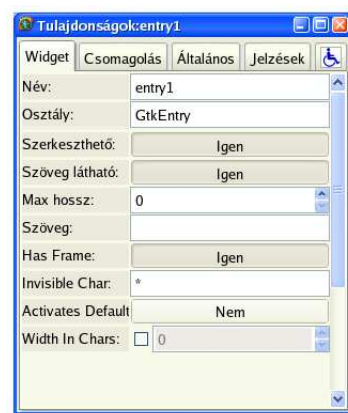 Tulajdonságok:entry1
Widget Csomagolás Általános Jelzések
Név: entry1
Osztály: GtkEntry
Szerkeszthető: Igen
Szöveg látható: Igen
Max hossz: 0
Szöveg:
Has Frame: Igen
Invisible Char: *
Activates Default Nem
Width In Chars: 0